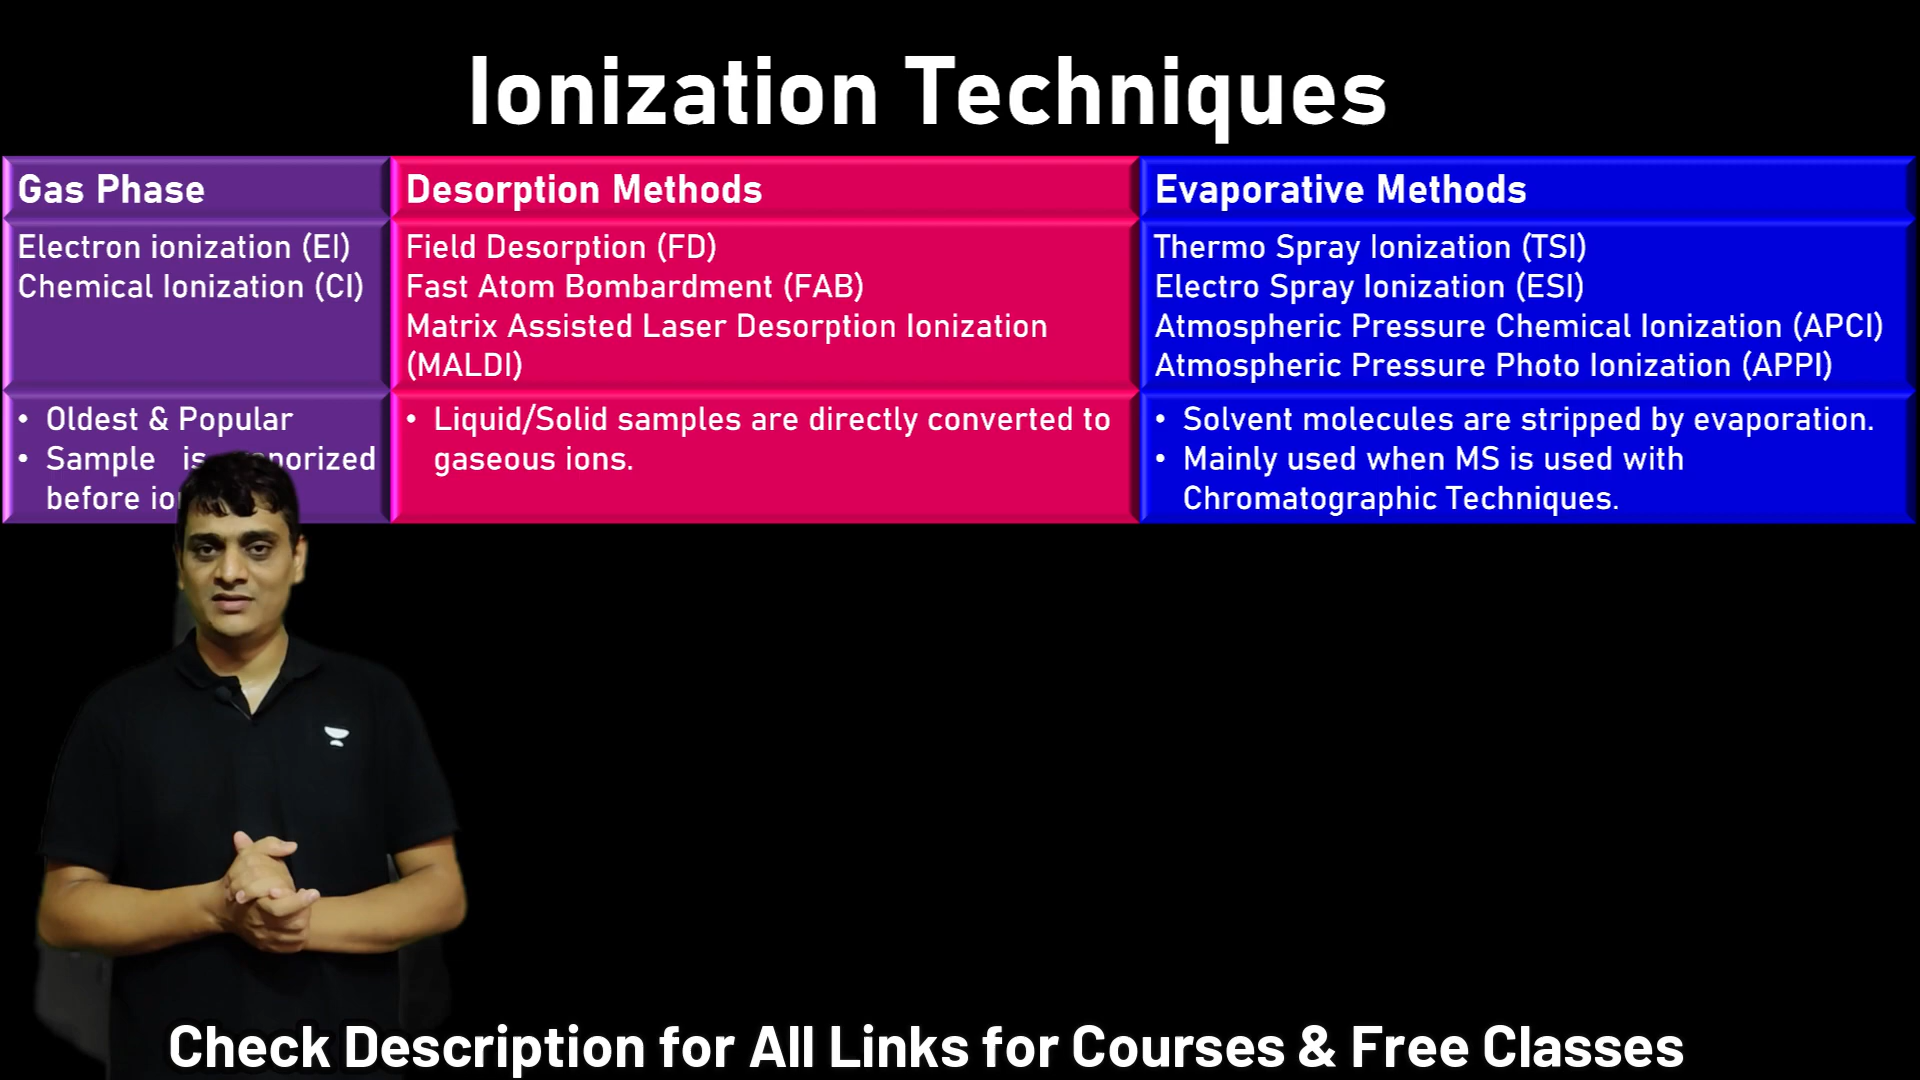 Ionization Techniques
Gas Phase
Electron ionization (EI)
Chemical Ionization (CI)
• Oldest & Popular
• Sample
before
Desorption Methods
Field Desorption (FD)
Fast Atom Bombardment (FAB)
Matrix Assisted Laser Desorption Ionization
(MALDI)
• Liquid/Solid samples are directly converted to
gaseous ions.
Evaporative Methods
Thermo Spray Ionization (TSI)
Electro Spray Ionization (ESI)
Atmospheric Pressure Chemical Ionization (APCI)
Atmospheric Pressure Photo Ionization (APPI)
• Solvent molecules are stripped by evaporation.
• Mainly used when MS is used with
Chromatographic Techniques.
Check Description for All Links for Courses & Free Classes